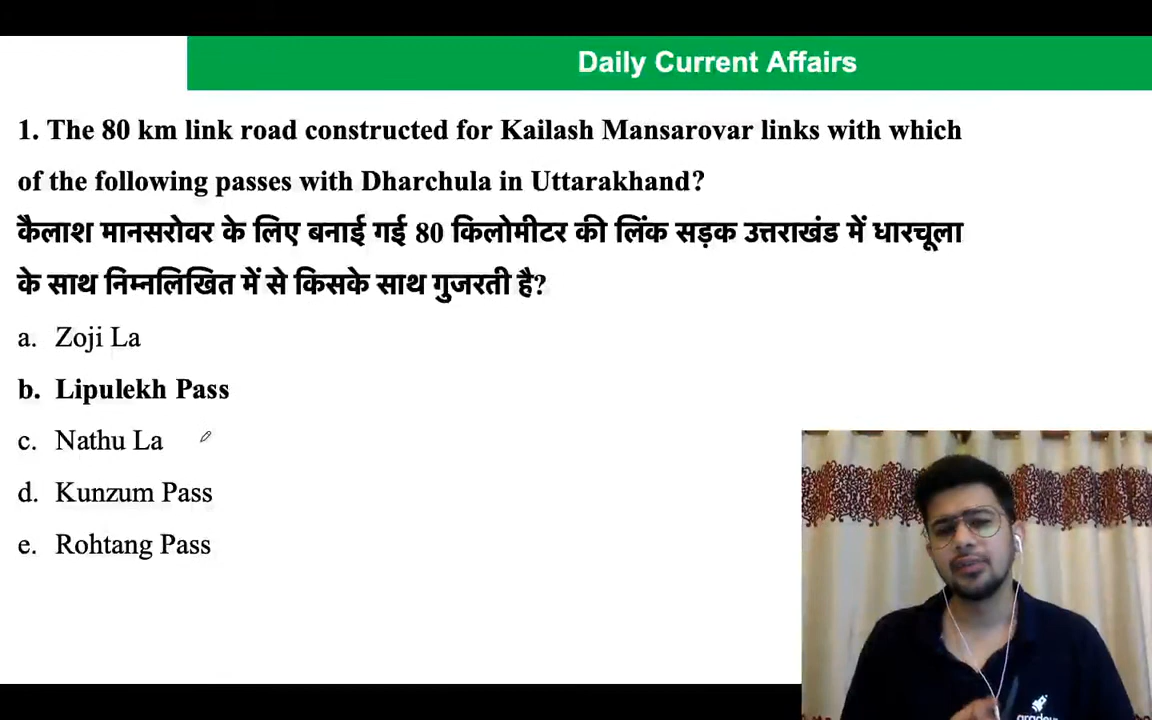 Daily Current Affairs
1. The 80 km link road constructed for Kailash Mansarovar links with which
of the following passes with Dharchula in Uttarakhand?
कैलाश मानसरोवर के लिए बनाई गई 80 किलोमीटर की लिंक सड़क उत्तराखंड में धारचूला
के साथ निम्नलिखित में से किसके साथ गुजरती है?
a. Zoji La
b. Lipulekh Pass
c. Nathu La
d. Kunzum Pass
e. Rohtang Pass